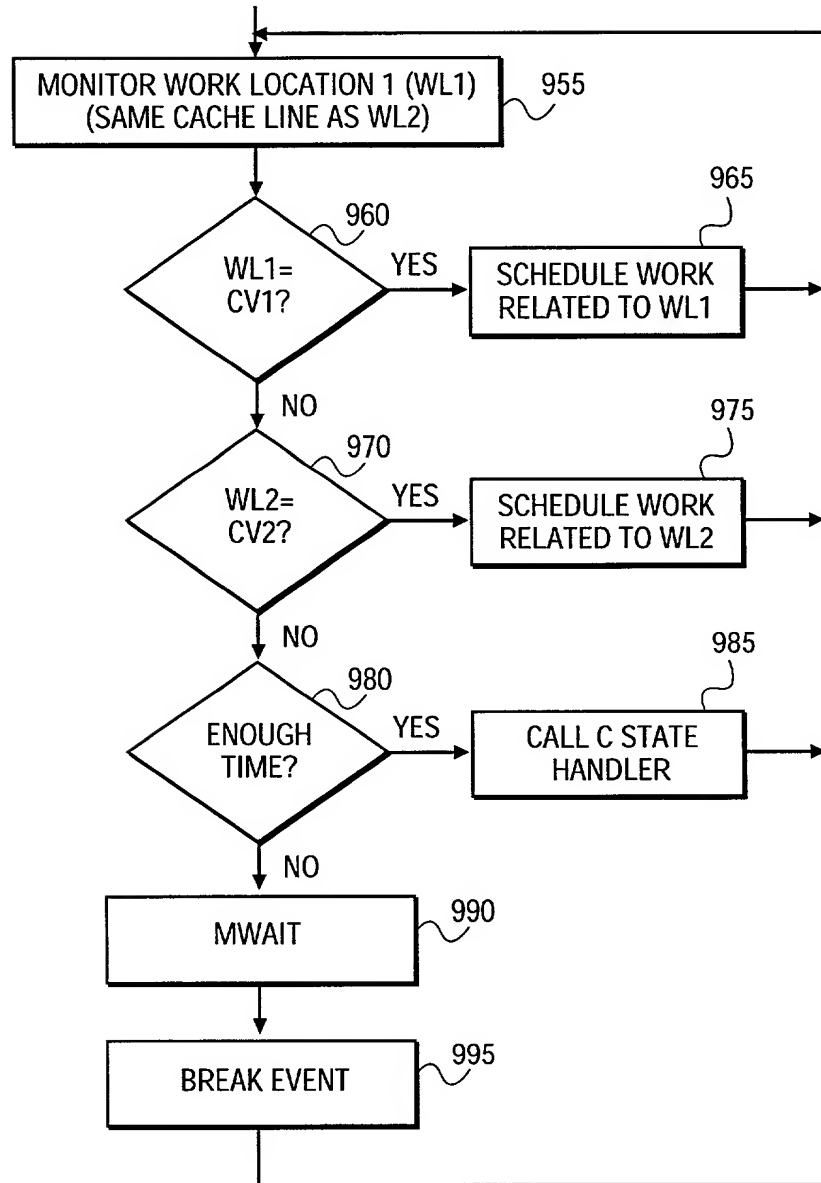 MONITOR WORK LOCATION 1 (WL1)
(SAME CACHE LINE AS WL2)
955
960
WL1=
CV1?
YES
965
SCHEDULE WORK
RELATED TO WL1
NO
970
WL2=
CV2?
YES
975
SCHEDULE WORK
RELATED TO WL2
NO
980
ENOUGH
TIME?
YES
985
CALL C STATE
HANDLER
NO
MWAIT
990
BREAK EVENT
995